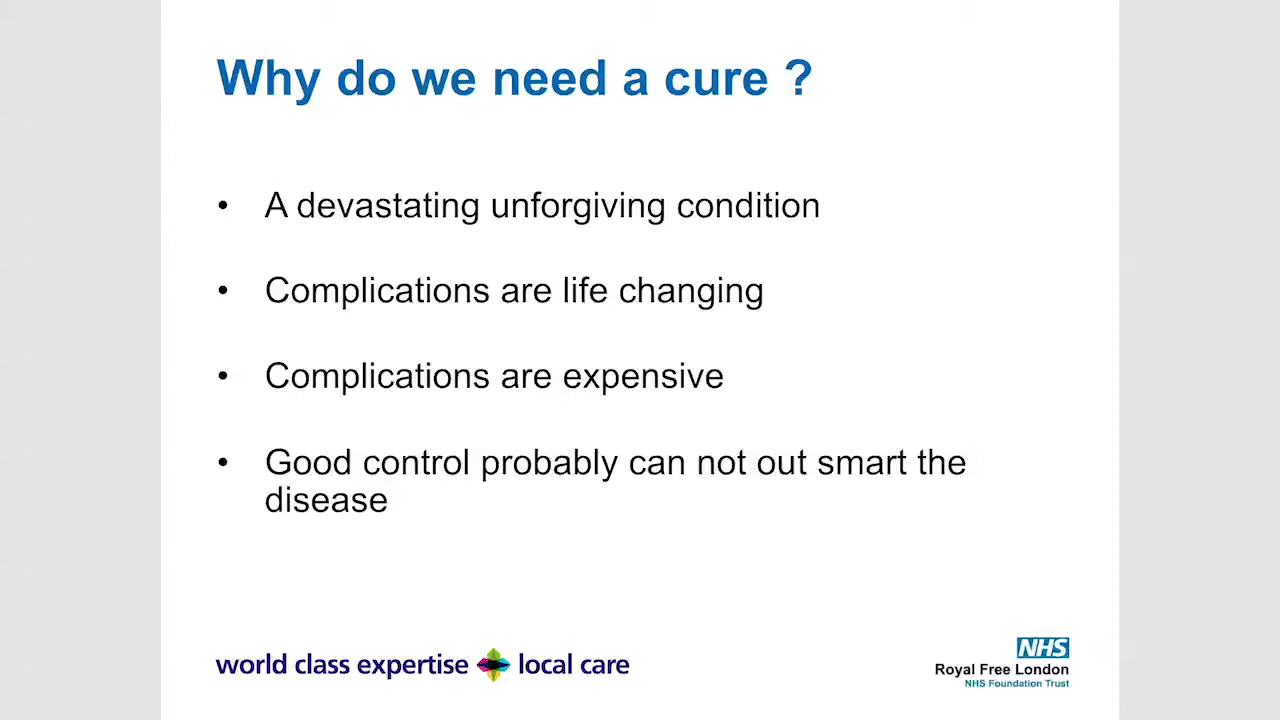 Why do we need a cure ?
• A devastating unforgiving condition
• Complications are life changing
• Complications are expensive
• Good control probably can not out smart the
disease
world class expertise local care
NHS
Royal Free London
NHS Foundation Trust